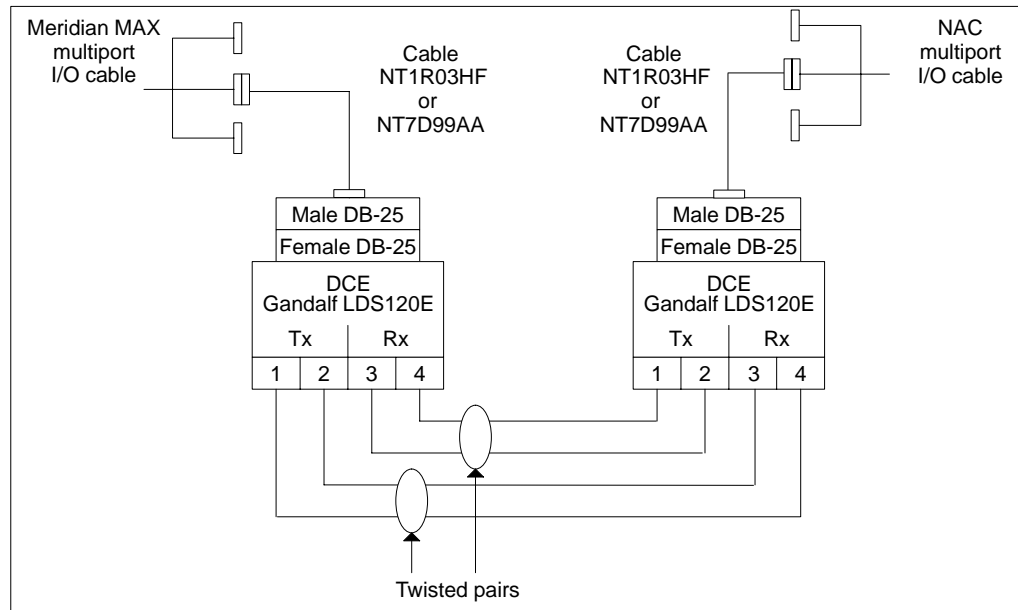 Meridian MAX
multiport
I/O cable
Cable
NT1R03HF
or
NT7D99AA
Cable
NT1R03HF
or
NT7D99AA
NAC
multiport
I/O cable
Male DB-25
Female DB-25
DCE
Gandalf LDS120E
Tx Rx
1 2 3 4
Male DB-25
Female DB-25
DCE
Gandalf LDS120E
Tx Rx
1 2 3 4
Twisted pairs